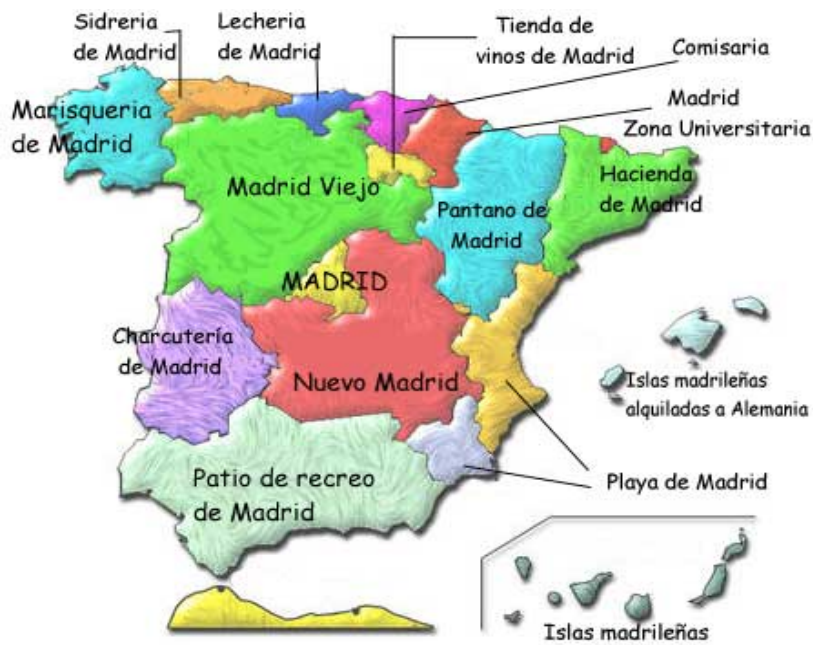 Sidreria
de Madrid
Lecheria
de Madrid
Tienda de
vinos de Madrid
Comisaria
Madrid
Zona Universitaria
Marisqueria
de Madrid
Madrid Viejo
Pantano de
Madrid
Hacienda
de Madrid
MADRID
Charcutería
de Madrid
Nuevo Madrid
Islas madrileñas
alquiladas a Alemania
Patio de recreo
de Madrid
Playa de Madrid
Islas madrileñas